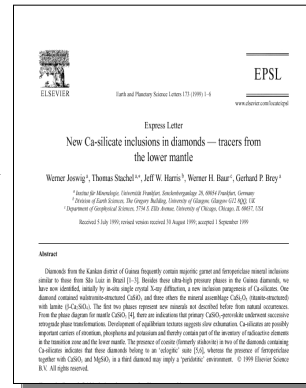 ELSEVIER
Earth and Planetary Science Letters 173 (1999) 1–6
EPSL
www.elsevier.com/locate/epsl
Express Letter
New Ca-silicate inclusions in diamonds — tracers from
the lower mantle
Werner Joswig a, Thomas Stachel a,*, Jeff W. Harris b, Werner H. Baur c, Gerhard P. Brey a
a Institut für Mineralogie, Universität Frankfurt, Senckenberganlage 28, 60054 Frankfurt, Germany
b Division of Earth Sciences, The Gregory Building, University of Glasgow, Glasgow G12 8QQ, UK
c Department of Geophysical Sciences, 5734 S. Ellis Avenue, University of Chicago, Chicago, IL 60637, USA
Received 5 July 1999; revised version received 30 August 1999; accepted 1 September 1999
Abstract
Diamonds from the Kankan district of Guinea frequently contain majoritic garnet and ferropericlase mineral inclusions
similar to those from São Luiz in Brazil [1–3]. Besides these ultra-high pressure phases in the Guinea diamonds, we
have now identified, initially by in-situ single crystal X-ray diffraction, a new inclusion paragenesis of Ca-silicates. One
diamond contained walstromite-structured CaSiO3 and three others the mineral assemblage CaSi2O5 (titanite-structured)
with larnite (β-Ca2SiO4). The first two phases represent new minerals not described before from natural occurrences.
From the phase diagram for mantle CaSiO3 [4], there are indications that primary CaSiO3-perovskite underwent successive
retrograde phase transformations. Development of equilibrium textures suggests slow exhumation. Ca-silicates are possibly
important carriers of strontium, phosphorus and potassium and thereby contain part of the inventory of radioactive elements
in the transition zone and the lower mantle. The presence of coesite (formerly stishovite) in two of the diamonds containing
Ca-silicates indicates that these diamonds belong to an 'eclogitic' suite [5,6], whereas the presence of ferropericlase
together with CaSiO3 and MgSiO3 in a third diamond may imply a 'peridotitic' environment. © 1999 Elsevier Science
B.V. All rights reserved.